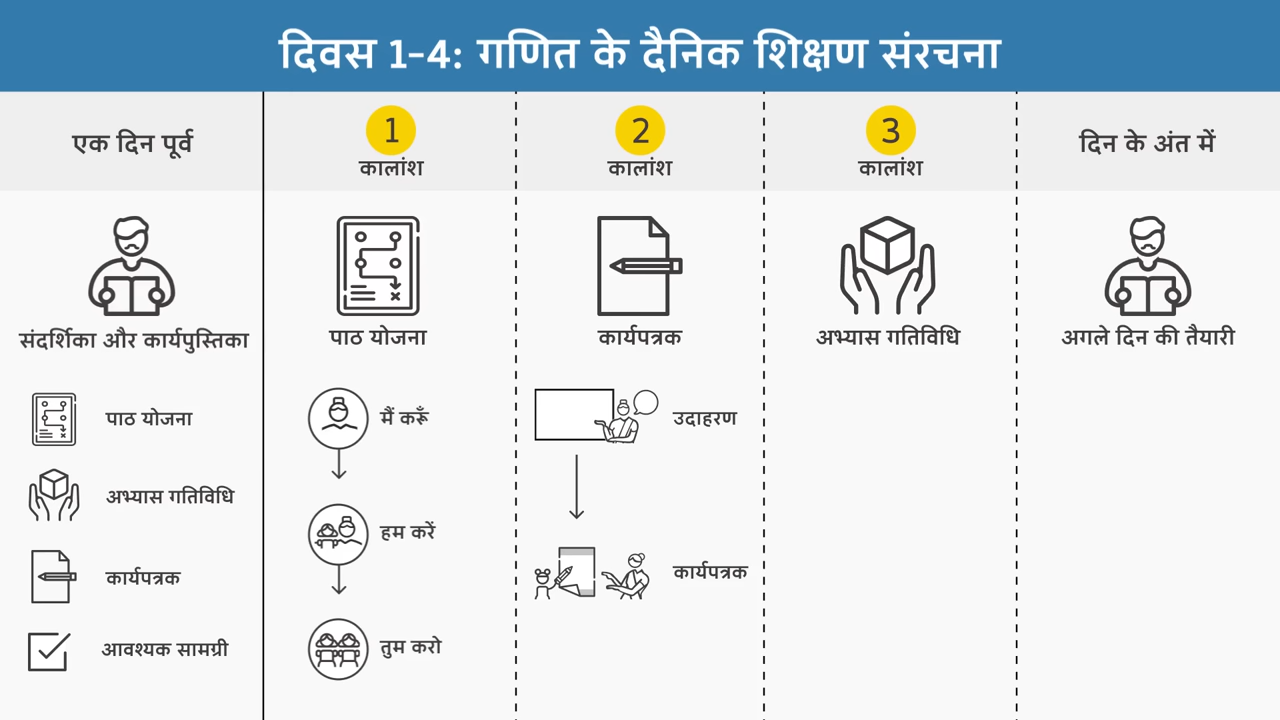 दिवस 1-4: गणित के दैनिक शिक्षण संरचना
एक दिन पूर्व
1
कालांश
2
कालांश
3
कालांश
दिन के अंत में
संदर्शिका और कार्यपुस्तिका
पाठ योजना
कार्यपत्रक
अभ्यास गतिविधि
अगले दिन की तैयारी
पाठ योजना
अभ्यास गतिविधि
कार्यपत्रक
आवश्यक सामग्री
मैं करूँ
हम करें
तुम करो
उदाहरण
कार्यपत्रक